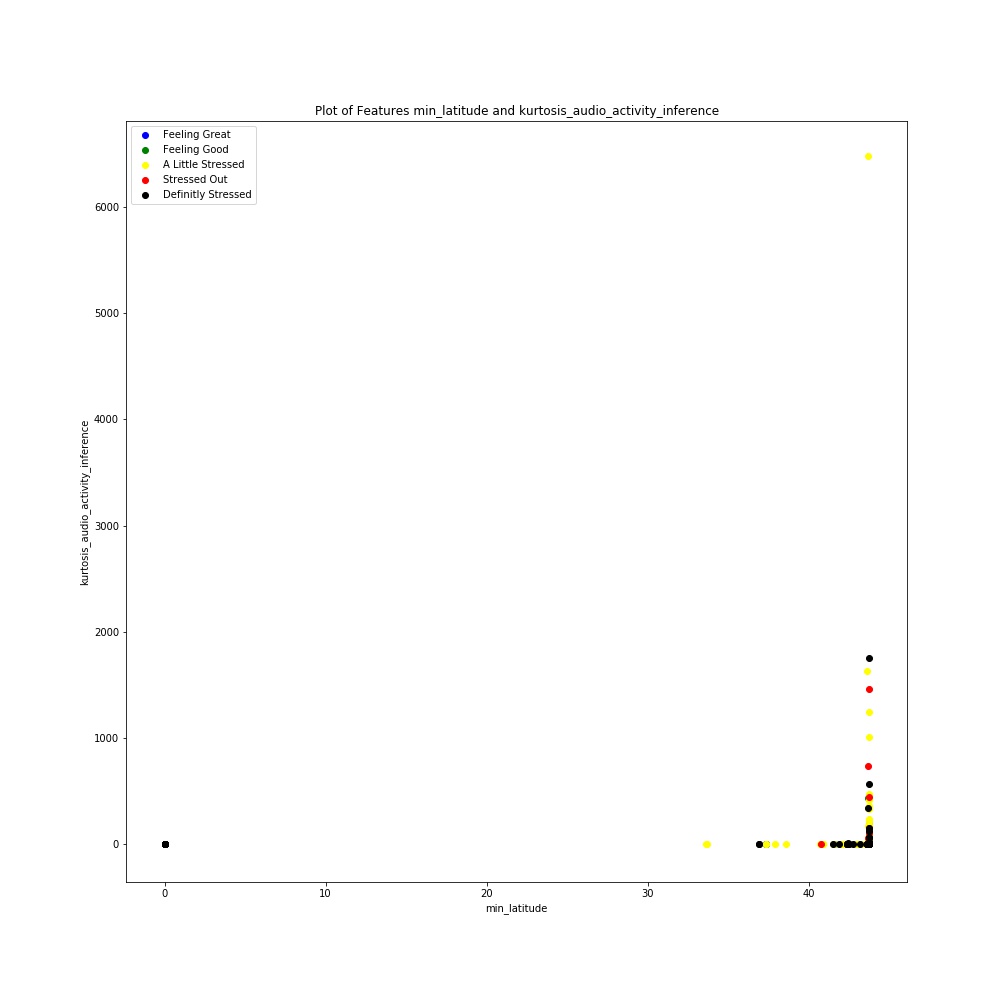 Plot of Features min_latitude and kurtosis_audio_activity_inference
Feeling Great
Feeling Good
A Little Stressed
Stressed Out
Definitly Stressed
6000
5000
4000
3000
2000
1000
0
kurtosis_audio_activity_inference
0 10 20 30 40
min_latitude